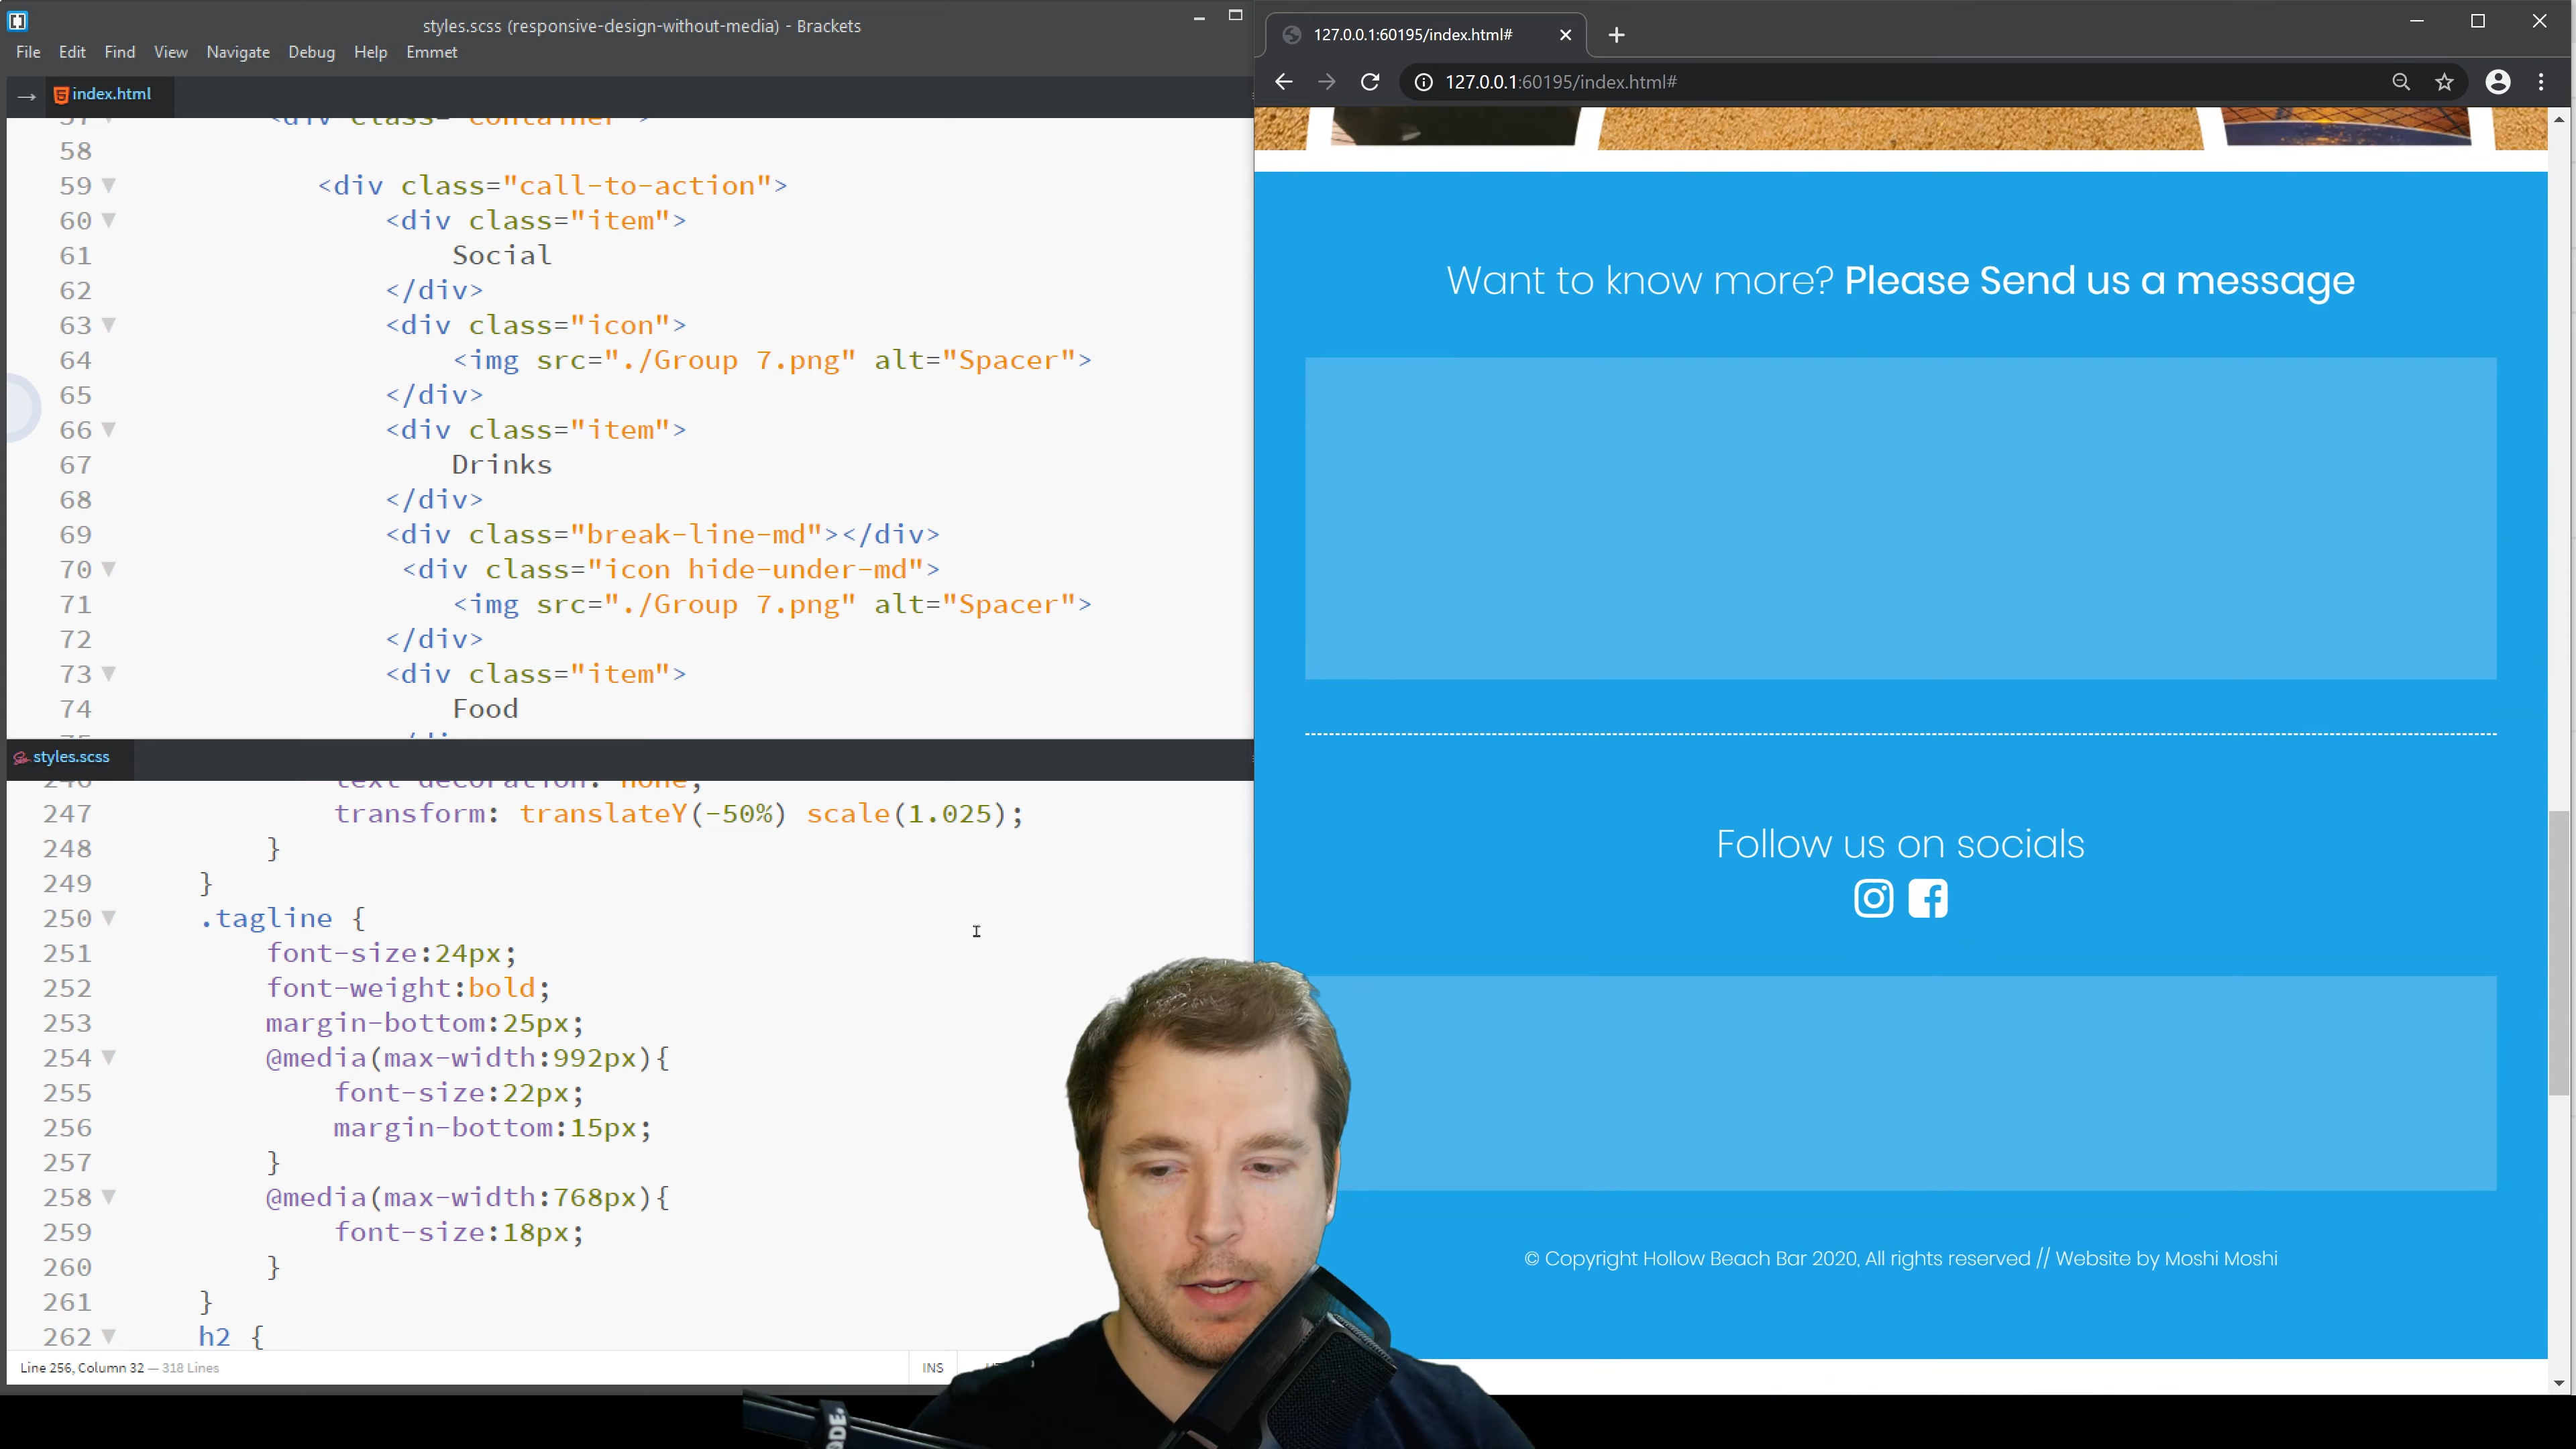 styles.scss (responsive-design-without-media) - Brackets
File Edit Find View Navigate Debug Help Emmet
index.html
57 <div class="container">
58
59 <div class="call-to-action">
60 <div class="item">
61 Social
62 </div>
63 <div class="icon">
64 <img src="./Group 7.png" alt="Spacer">
65 </div>
66 <div class="item">
67 Drinks
68 </div>
69 <div class="break-line-md"></div>
70 <div class="icon hide-under-md">
71 <img src="./Group 7.png" alt="Spacer">
72 </div>
73 <div class="item">
74 Food
styles.scss
246 text-decoration: none;
247 transform: translateY(-50%) scale(1.025);
248 }
249 }
250 .tagline {
251 font-size:24px;
252 font-weight:bold;
253 margin-bottom:25px;
254 @media(max-width:992px){
255 font-size:22px;
256 margin-bottom:15px;
257 }
258 @media(max-width:768px){
259 font-size:18px;
260 }
261 }
262 h2 {
Line 256, Column 32 — 318 Lines
INS
127.0.0.1:60195/index.html#
127.0.0.1:60195/index.html#
Want to know more? Please Send us a message
Follow us on socials
© Copyright Hollow Beach Bar 2020, All rights reserved // Website by Moshi Moshi